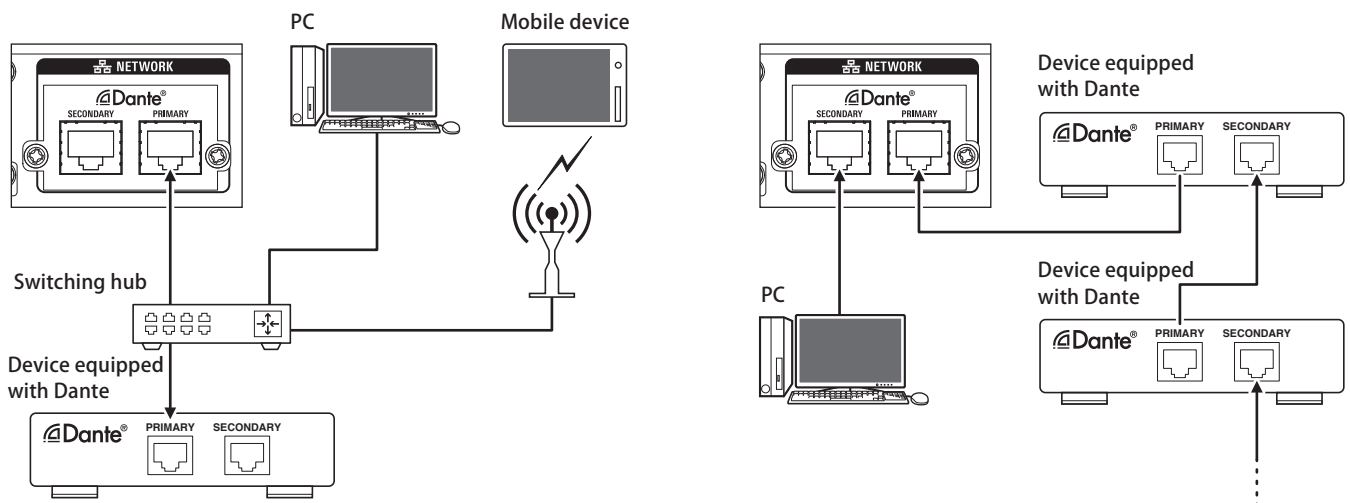 PC
Mobile device
NETWORK
Dante®
SECONDARY PRIMARY
Switching hub
Device equipped
with Dante
Dante®
PRIMARY SECONDARY
NETWORK
Dante®
SECONDARY PRIMARY
Device equipped
with Dante
Dante®
PRIMARY SECONDARY
PC
Device equipped
with Dante
Dante®
PRIMARY SECONDARY